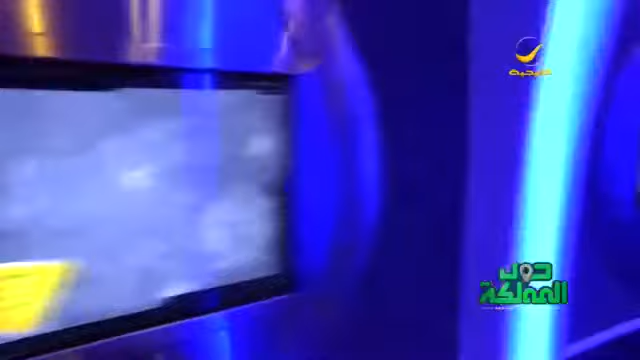 خليجية
حول
المملكة